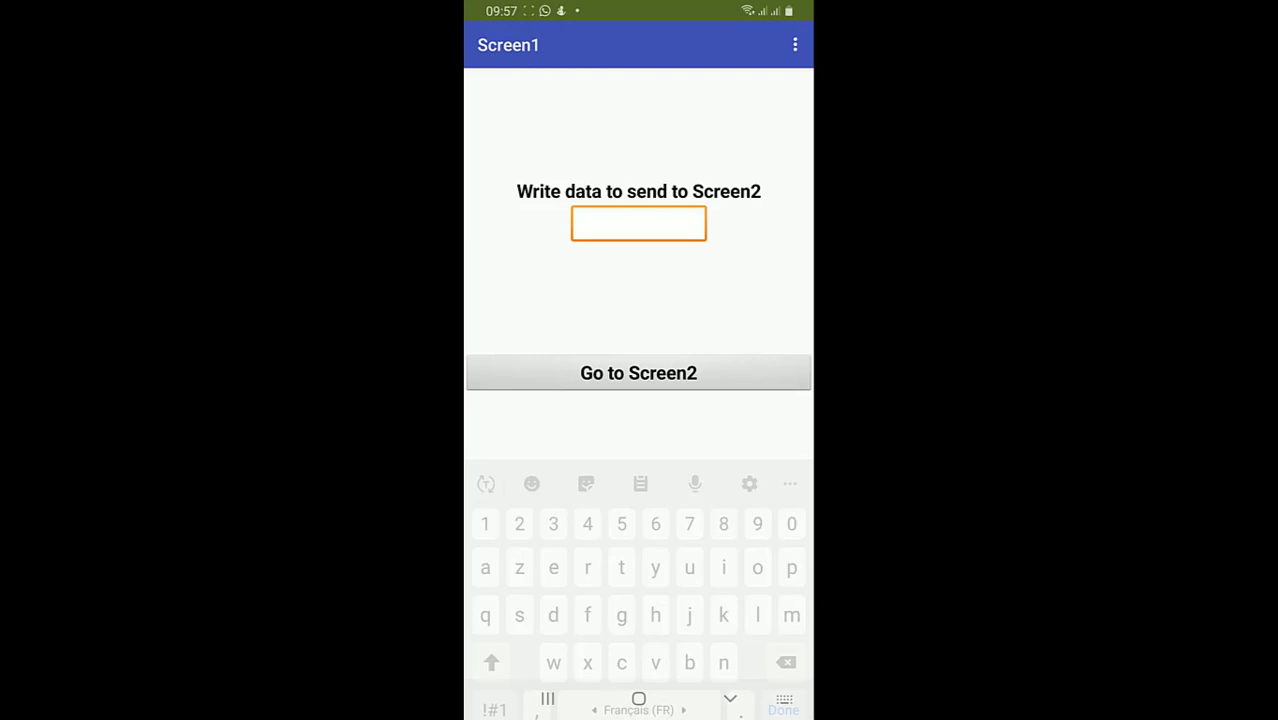 09:57
Screen1
Write data to send to Screen2
Go to Screen2
1 2 3 4 5 6 7 8 9 0
a z e r t y u i o p
q s d f g h j k l m
w x c v b n
!#1 , Français (FR) . Done